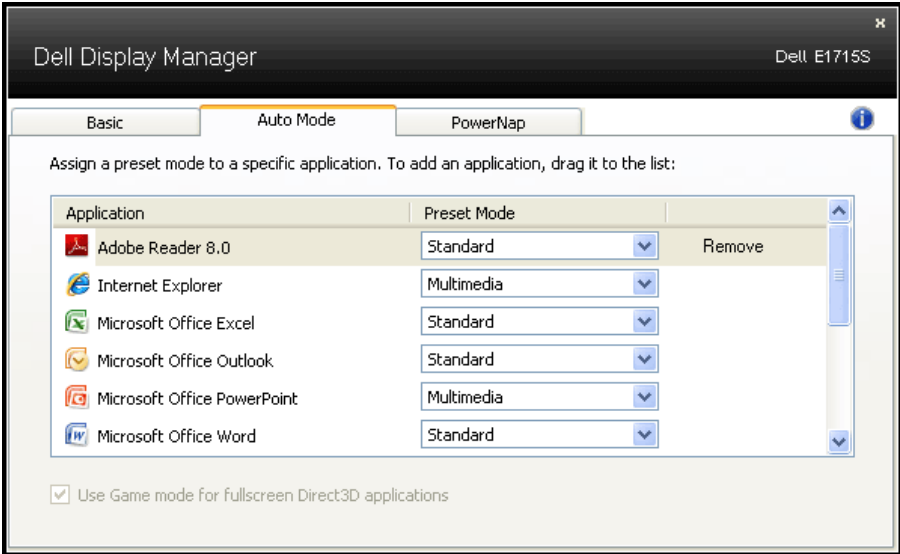 x
Dell Display Manager
Dell E1715S
Basic
Auto Mode
PowerNap
i
Assign a preset mode to a specific application. To add an application, drag it to the list:
Application Preset Mode
Adobe Reader 8.0 Standard Remove
Internet Explorer Multimedia
Microsoft Office Excel Standard
Microsoft Office Outlook Standard
Microsoft Office PowerPoint Multimedia
Microsoft Office Word Standard
Use Game mode for fullscreen Direct3D applications